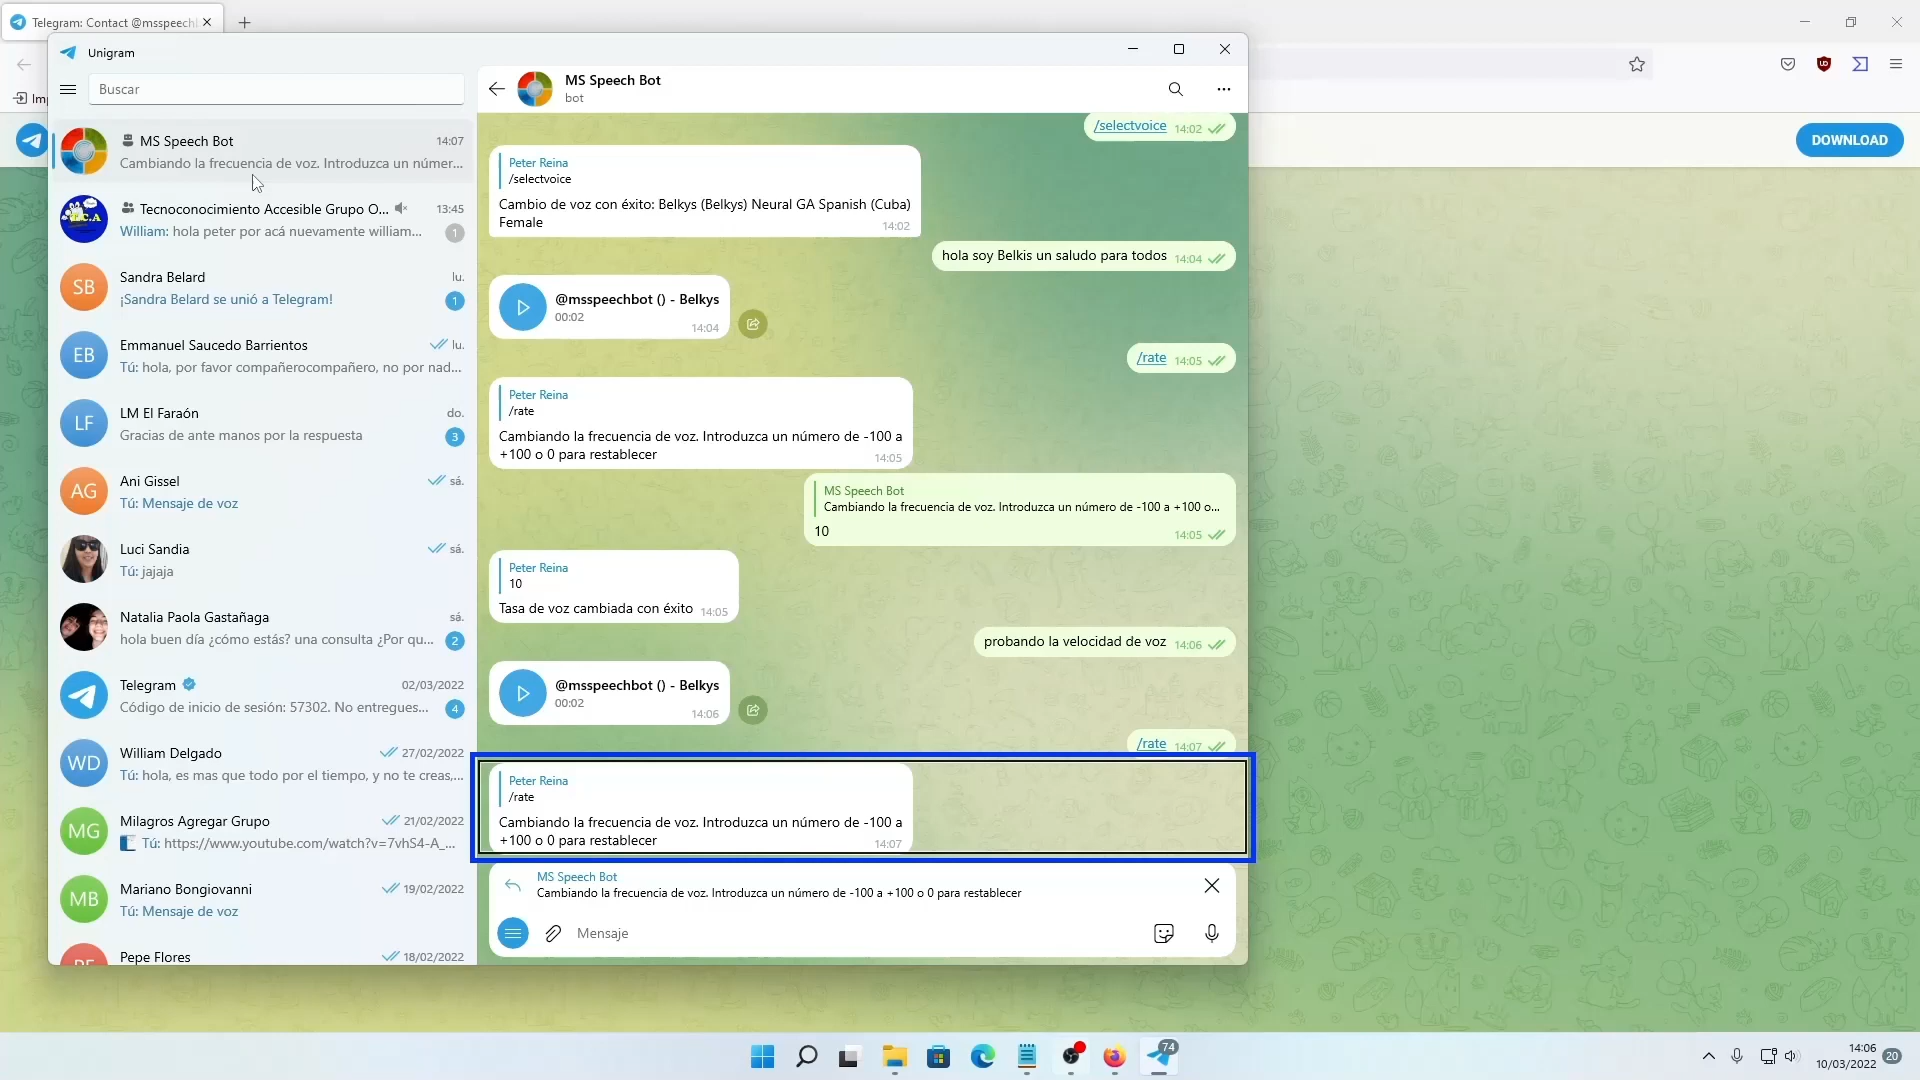 Telegram: Contact @msspeechb
Unigram
Buscar
MS Speech Bot
bot
DOWNLOAD
MS Speech Bot 14:07
Cambiando la frecuencia de voz. Introduzca un númer...
Tecnoconocimiento Accesible Grupo O... 13:45
William: hola peter por acá nuevamente william... 1
SB
Sandra Belard lu.
¡Sandra Belard se unió a Telegram! 1
EB
Emmanuel Saucedo Barrientos lu.
Tú: hola, por favor compañerocompañero, no por nad...
LF
LM El Faraón do.
Gracias de ante manos por la respuesta 3
AG
Ani Gissel sá.
Tú: Mensaje de voz
Luci Sandia sá.
Tú: jajaja
Natalia Paola Gastañaga sá.
hola buen día ¿cómo estás? una consulta ¿Por qu... 2
Telegram 02/03/2022
Código de inicio de sesión: 57302. No entregues... 4
WD
William Delgado 27/02/2022
Tú: hola, es mas que todo por el tiempo, y no te creas,...
MG
Milagros Agregar Grupo 21/02/2022
Tú: https://www.youtube.com/watch?v=7vhS4-A_...
MB
Mariano Bongiovanni 19/02/2022
Tú: Mensaje de voz
Pepe Flores 18/02/2022
/selectvoice 14:02
Peter Reina
/selectvoice
Cambio de voz con éxito: Belkys (Belkys) Neural GA Spanish (Cuba)
Female 14:02
hola soy Belkis un saludo para todos 14:04
@msspeechbot () - Belkys
00:02
14:04
/rate 14:05
Peter Reina
/rate
Cambiando la frecuencia de voz. Introduzca un número de -100 a
+100 o 0 para restablecer 14:05
MS Speech Bot
Cambiando la frecuencia de voz. Introduzca un número de -100 a +100 o...
10 14:05
Peter Reina
10
Tasa de voz cambiada con éxito 14:05
probando la velocidad de voz 14:06
@msspeechbot () - Belkys
00:02
14:06
/rate 14:07
Peter Reina
/rate
Cambiando la frecuencia de voz. Introduzca un número de -100 a
+100 o 0 para restablecer 14:07
MS Speech Bot
Cambiando la frecuencia de voz. Introduzca un número de -100 a +100 o 0 para restablecer
Mensaje
74
14:06
10/03/2022
20